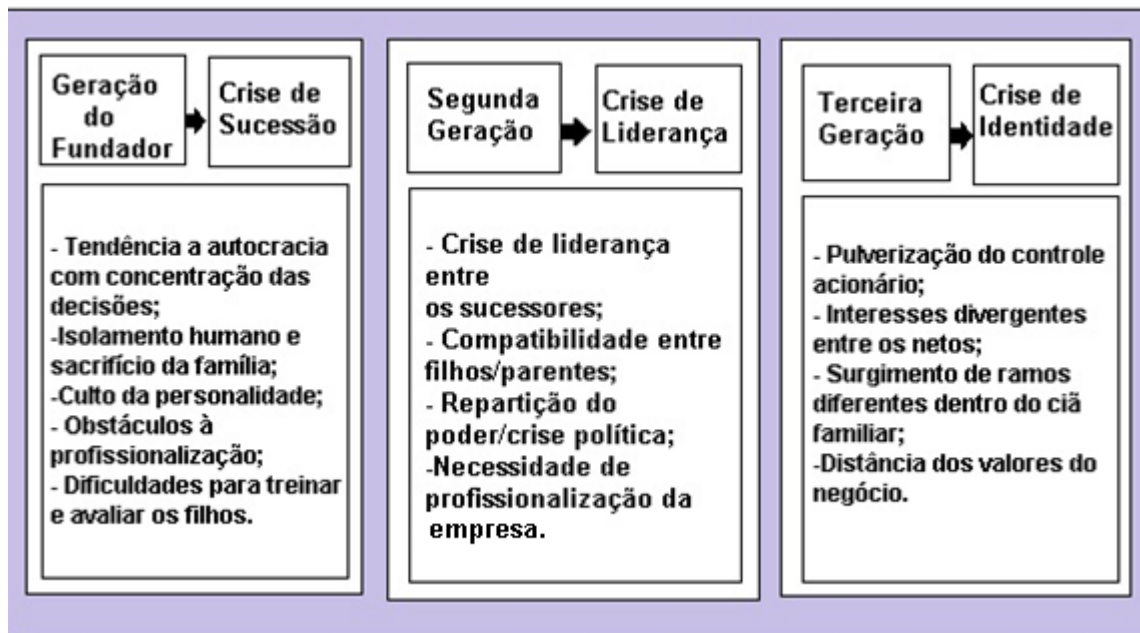 Geração
do
Fundador
Crise de
Sucessão
- Tendência a autocracia
com concentração das
decisões;
-Isolamento humano e
sacrifício da família;
-Culto da personalidade;
- Obstáculos à
profissionalização;
- Dificuldades para treinar
e avaliar os filhos.
Segunda
Geração
Crise de
Liderança
- Crise de liderança
entre
os sucessores;
- Compatibilidade entre
filhos/parentes;
- Repartição do
poder/crise política;
-Necessidade de
profissionalização da
empresa.
Terceira
Geração
Crise de
Identidade
- Pulverização do controle
acionário;
- Interesses divergentes
entre os netos;
- Surgimento de ramos
diferentes dentro do ciã
familiar;
-Distância dos valores do
negócio.